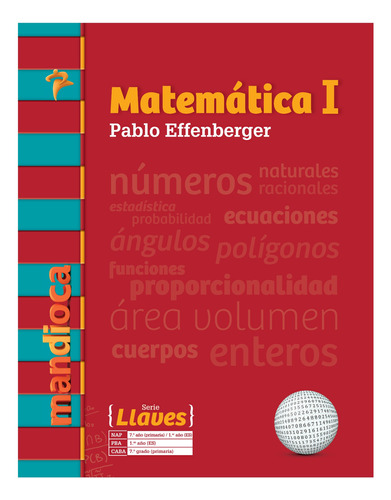 Matemática I
Pablo Effenberger
números
naturales
racionales
estadística
probabilidad
ecuaciones
ángulos polígonos
funciones
proporcionalidad
área volumen
cuerpos enteros
mandioca
Serie
{Llaves}
NAP 7.º año (primaria) / 1.º año (ES)
PBA 1.er año (ES)
CABA 7.º grado (primaria)